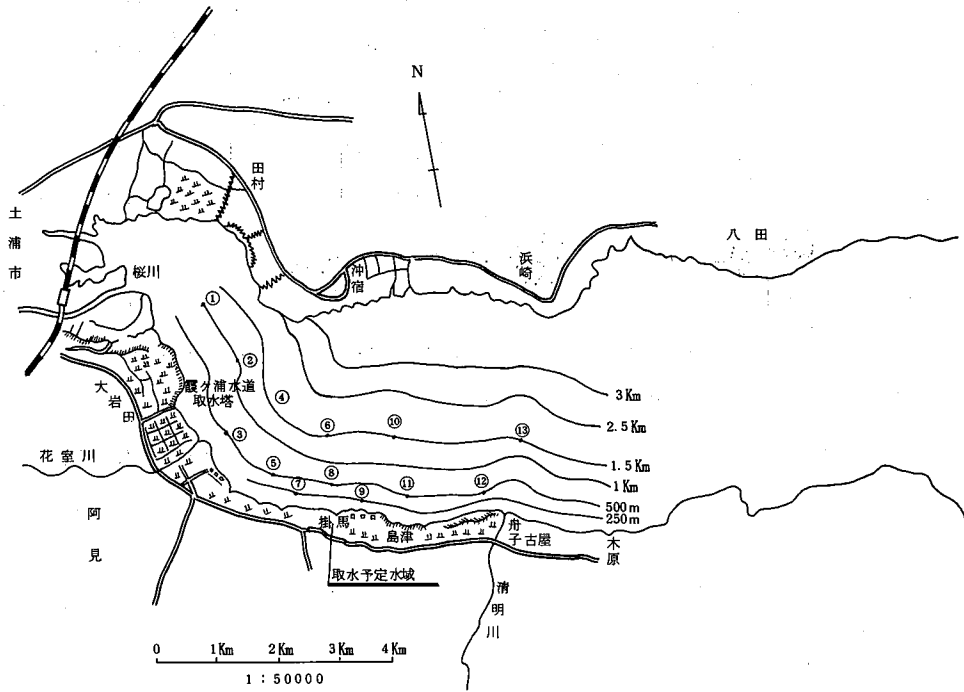 N
田村
土浦市
桜川
沖宿
浜崎
八田
①
②
霞ヶ浦水道
取水塔
大岩田
③
④
⑤
⑥
⑦
⑧
⑨
⑩
⑪
⑫
⑬
3 Km
2.5 Km
1.5 Km
1 Km
500 m
250 m
花室川
阿見
掛馬
島津
舟子
古屋
木原
取水予定水域
清明川
0 1 Km 2 Km 3 Km 4 Km
1 : 50000